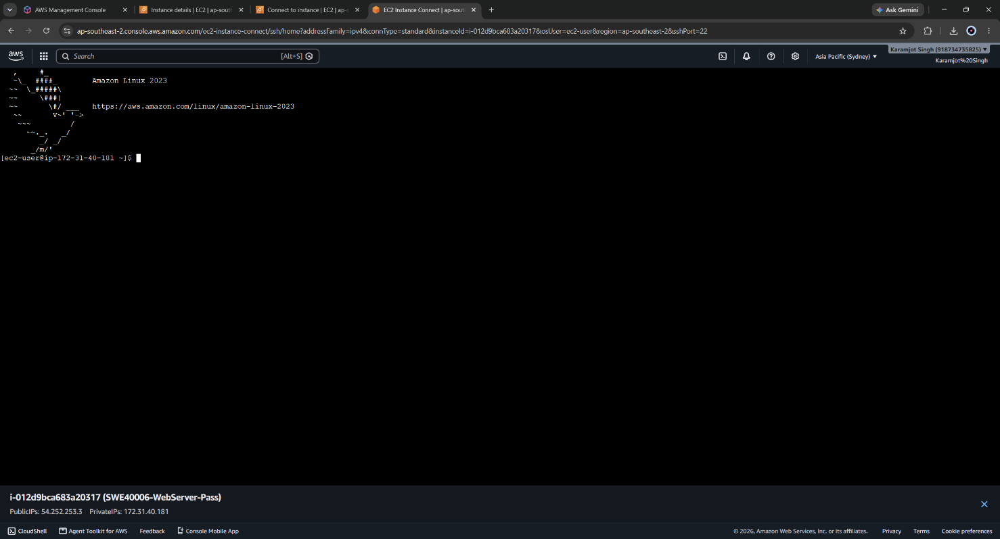 AWS Management Console
Instance details | EC2 | ap-south
Connect to instance | EC2 | ap-s
EC2 Instance Connect | ap-sout
Ask Gemini
ap-southeast-2.console.aws.amazon.com/ec2-instance-connect/ssh/home?addressFamily=ipv4&connType=standard&instanceId=i-012d9bca683a20317&osUser=ec2-user&region=ap-southeast-2&sshPort=22
aws
Search
[Alt+S]
Asia Pacific (Sydney) ▼
Karamjot Singh (918734735825) ▼
Karamjot%20Singh
   ,     #_
   ~\_  ####_        Amazon Linux 2023
  ~~  \_#####\
  ~~     \###|
  ~~       \#/ ___   https://aws.amazon.com/linux/amazon-linux-2023
   ~~       V~' '->
    ~~~         /
      ~~._.   _/
         _/ _/
       _/m/'
[ec2-user@ip-172-31-40-181 ~]$
i-012d9bca683a20317 (SWE40006-WebServer-Pass)
PublicIPs: 54.252.253.3 PrivateIPs: 172.31.40.181
CloudShell
Agent Toolkit for AWS
Feedback
Console Mobile App
© 2026, Amazon Web Services, Inc. or its affiliates.
Privacy
Terms
Cookie preferences